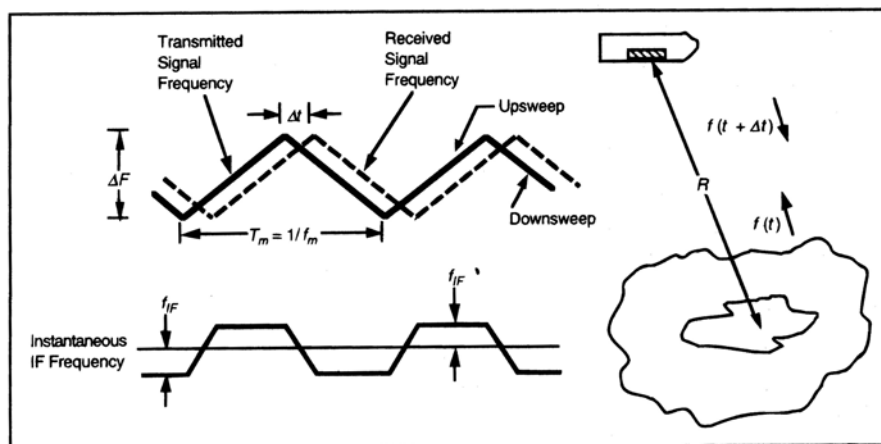 Transmitted
Signal
Frequency
Received
Signal
Frequency
Δt
Upsweep
f(t + Δt)
ΔF
R
Downsweep
f(t)
T_m = 1/f_m
f_IF
f_IF
Instantaneous
IF Frequency